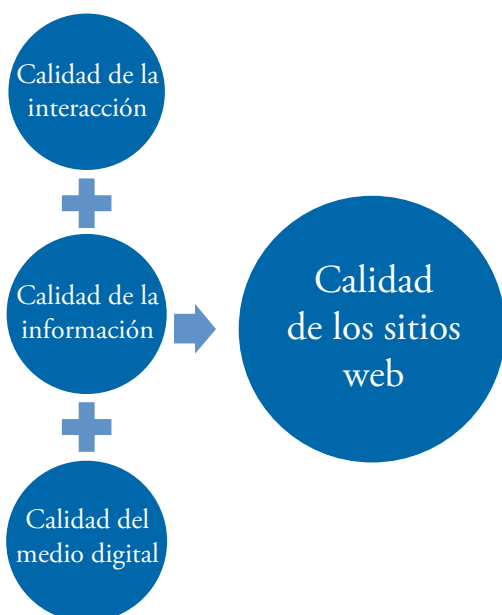 Calidad de la
interacción
Calidad de la
información
Calidad del
medio digital
Calidad
de los sitios
web